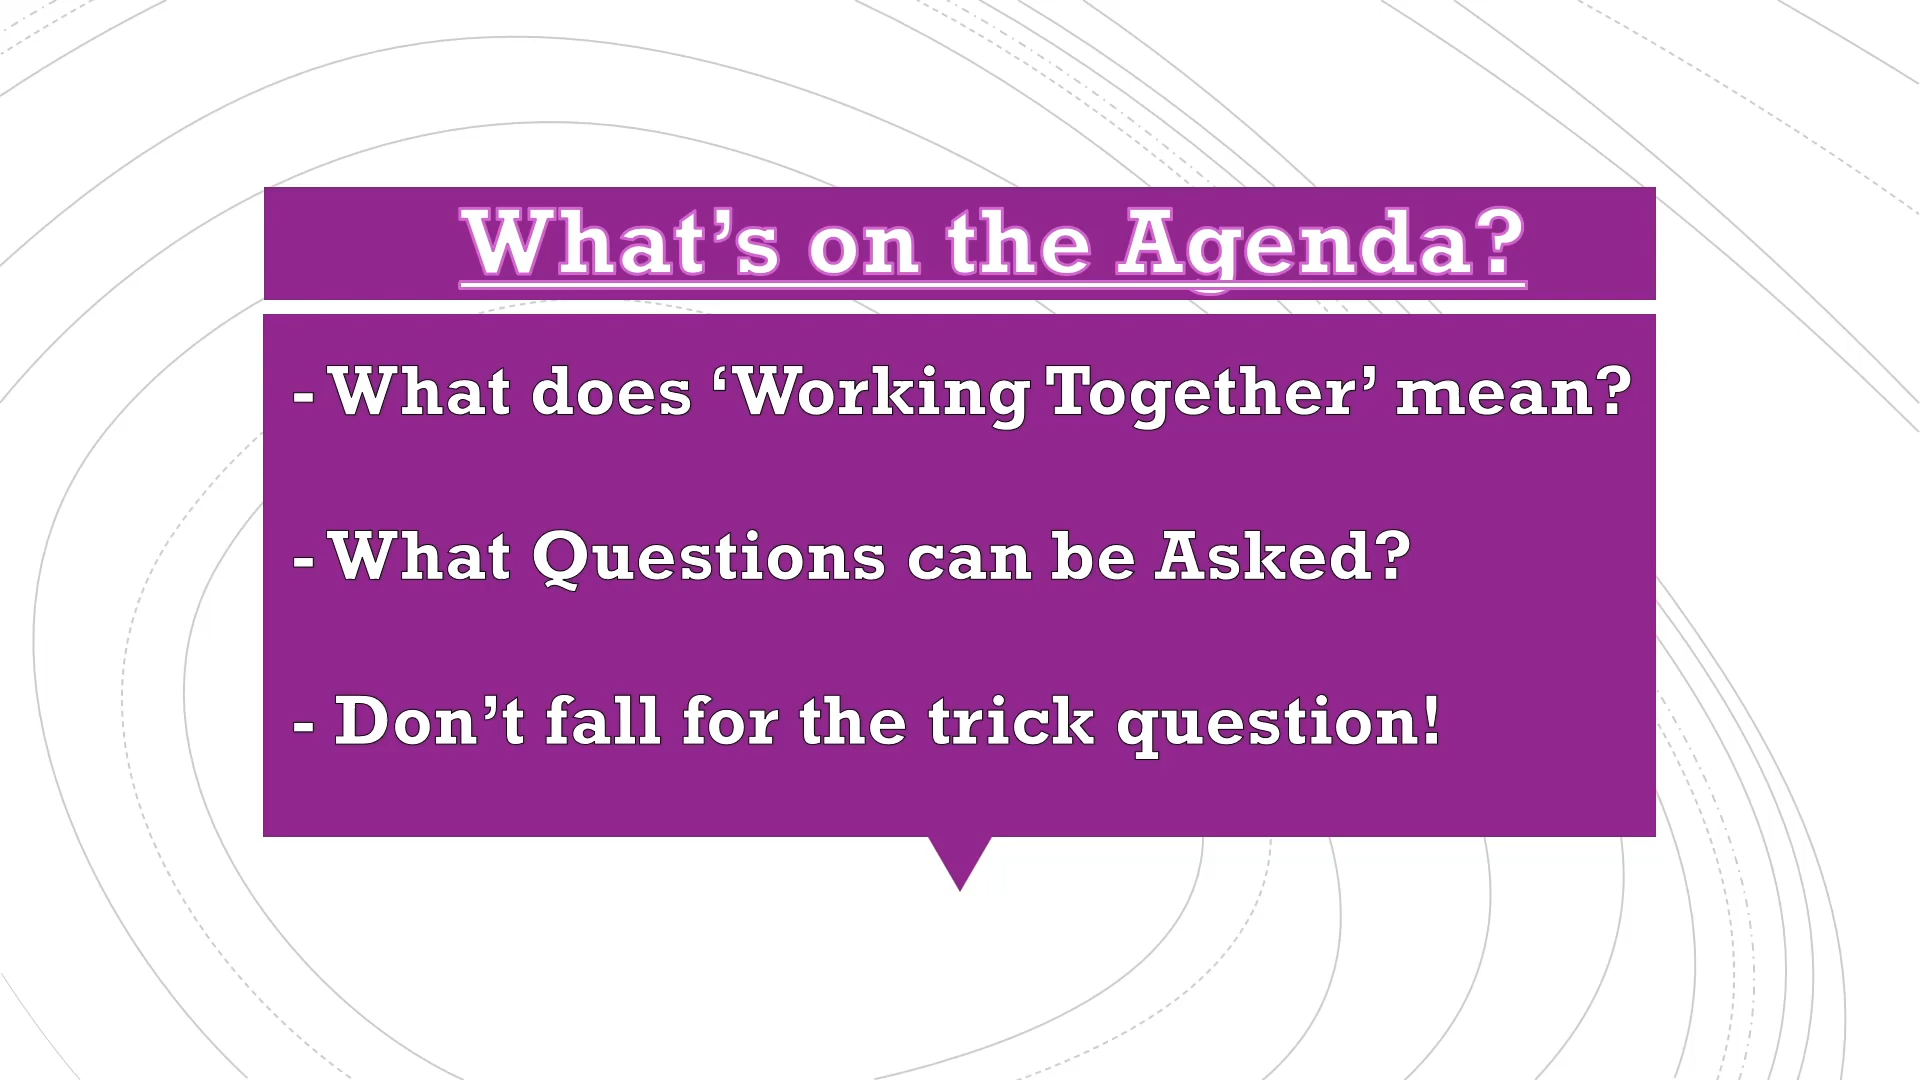 What’s on the Agenda?
- What does ‘Working Together’ mean?
- What Questions can be Asked?
- Don’t fall for the trick question!